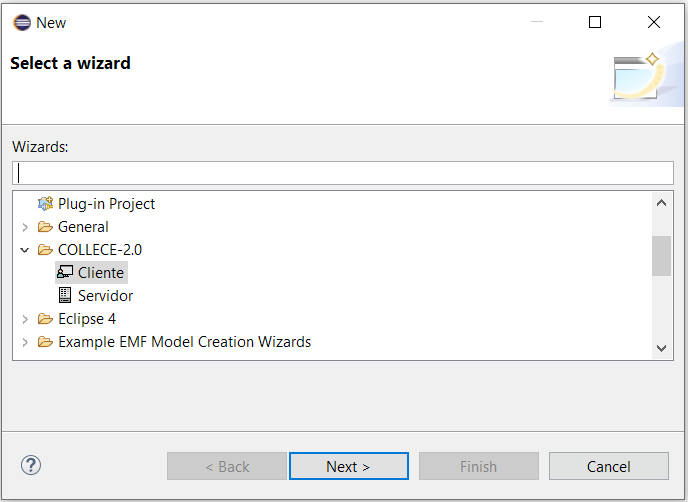 New
Select a wizard
Wizards:
Plug-in Project
General
COLLECE-2.0
Cliente
Servidor
Eclipse 4
Example EMF Model Creation Wizards
?
< Back
Next >
Finish
Cancel